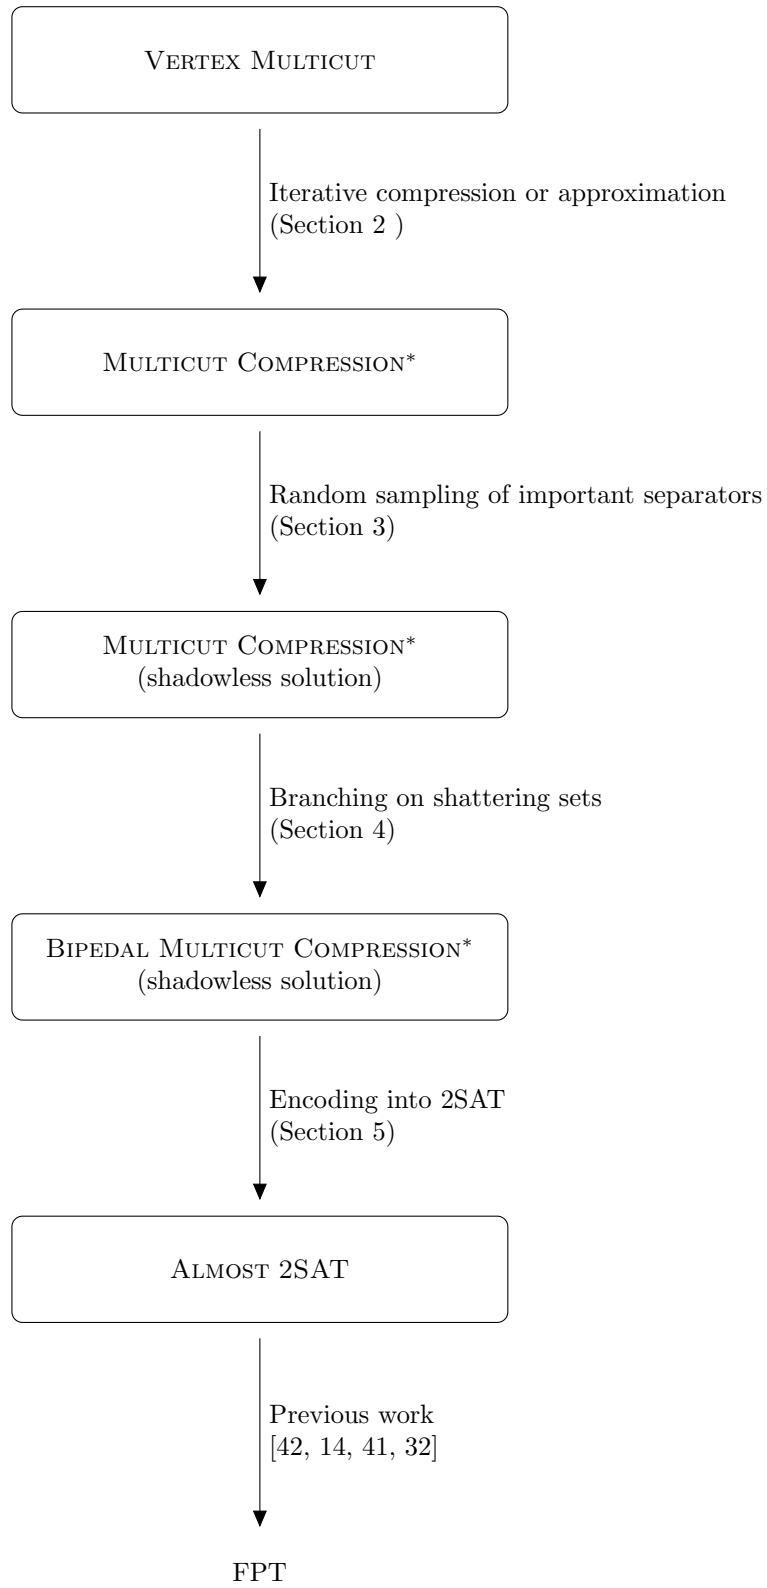 VERTEX MULTICUT
Iterative compression or approximation
(Section 2 )
MULTICUT COMPRESSION*
Random sampling of important separators
(Section 3)
MULTICUT COMPRESSION*
(shadowless solution)
Branching on shattering sets
(Section 4)
BIPEDAL MULTICUT COMPRESSION*
(shadowless solution)
Encoding into 2SAT
(Section 5)
ALMOST 2SAT
Previous work
[42, 14, 41, 32]
FPT